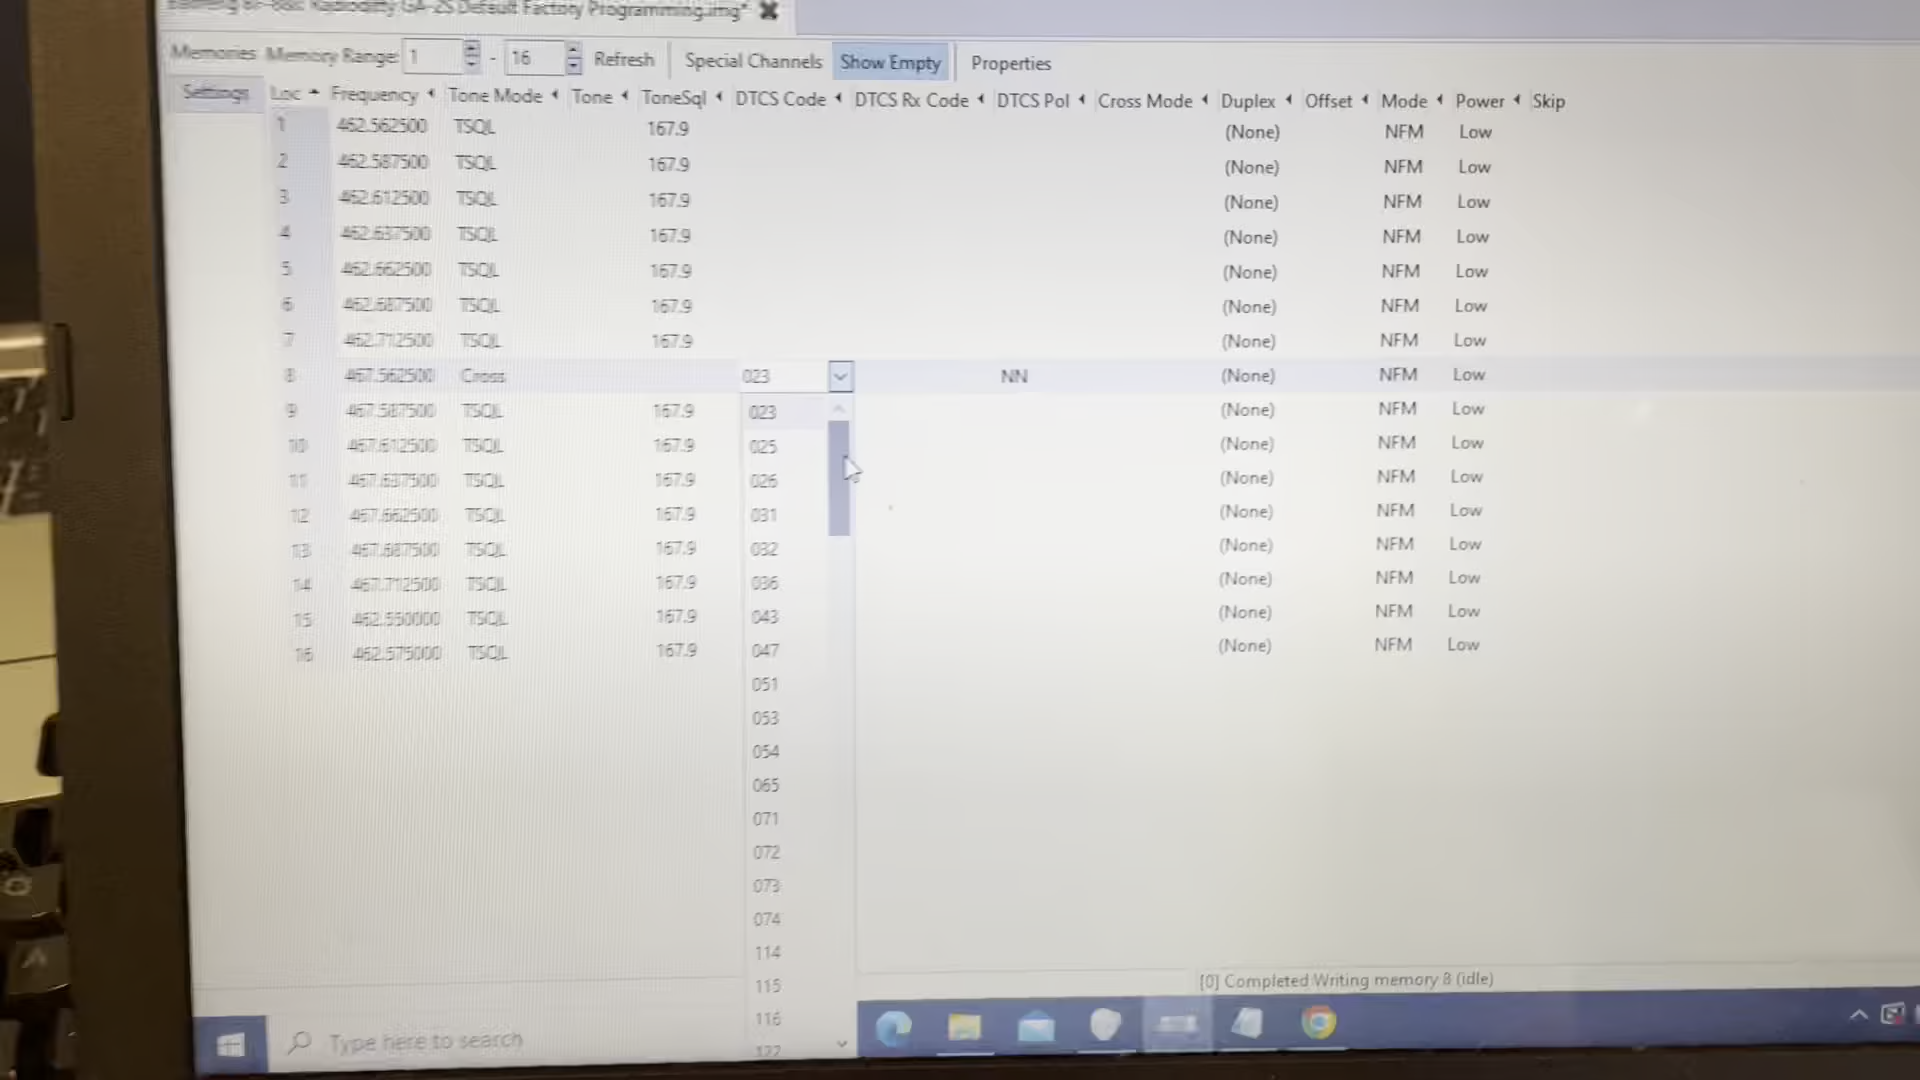 Baofeng BF-88C Radioddity GA-2S Default Factory Programming.img*
Memories Memory Range: 1 - 16 Refresh Special Channels Show Empty Properties
Settings Loc Frequency Tone Mode Tone ToneSql DTCS Code DTCS Rx Code DTCS Pol Cross Mode Duplex Offset Mode Power Skip
1 462.562500 TSQL 167.9 (None) NFM Low
2 462.587500 TSQL 167.9 (None) NFM Low
3 462.612500 TSQL 167.9 (None) NFM Low
4 462.637500 TSQL 167.9 (None) NFM Low
5 462.662500 TSQL 167.9 (None) NFM Low
6 462.687500 TSQL 167.9 (None) NFM Low
7 462.712500 TSQL 167.9 (None) NFM Low
8 467.562500 Cross 023 NN (None) NFM Low
9 467.587500 TSQL 167.9 023 (None) NFM Low
10 467.612500 TSQL 167.9 025 (None) NFM Low
11 467.637500 TSQL 167.9 026 (None) NFM Low
12 467.662500 TSQL 167.9 031 (None) NFM Low
13 467.687500 TSQL 167.9 032 (None) NFM Low
14 467.712500 TSQL 167.9 036 (None) NFM Low
15 462.550000 TSQL 167.9 043 (None) NFM Low
16 462.575000 TSQL 167.9 047 (None) NFM Low
051
053
054
065
071
072
073
074
114
115
116
122
[0] Completed Writing memory 8 (idle)
Type here to search
A